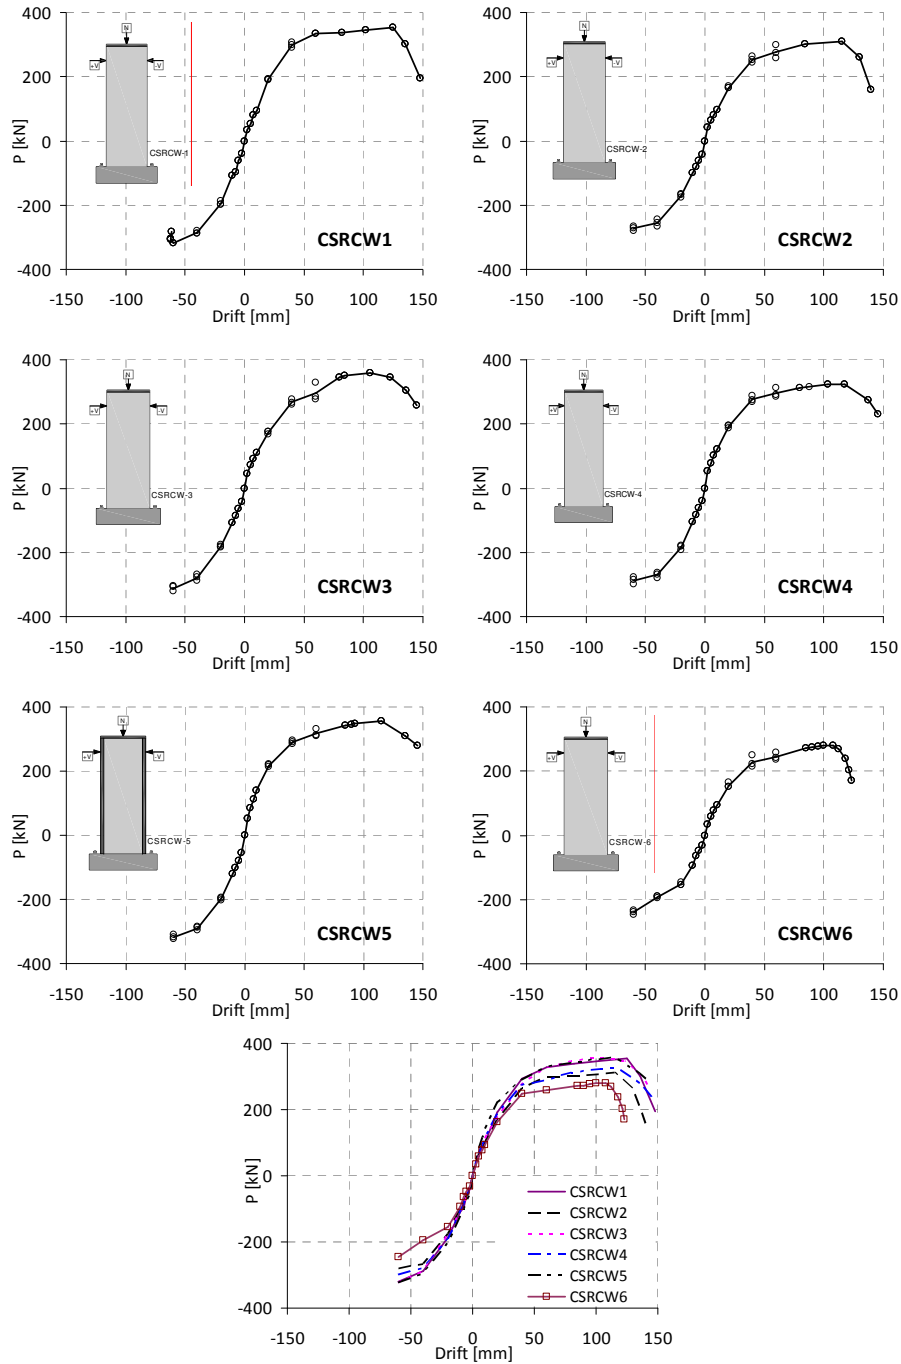 400
200
0
-200
-400
P [kN]
N
+V
-V
CSRCW-1
CSRCW1
-150 -100 -50 0 50 100 150
Drift [mm]
400
200
0
-200
-400
P [kN]
N
+V
-V
CSRCW-2
CSRCW2
-150 -100 -50 0 50 100 150
Drift [mm]
400
200
0
-200
-400
P [kN]
N
+V
-V
CSRCW-3
CSRCW3
-150 -100 -50 0 50 100 150
Drift [mm]
400
200
0
-200
-400
P [kN]
N
+V
-V
CSRCW-4
CSRCW4
-150 -100 -50 0 50 100 150
Drift [mm]
400
200
0
-200
-400
P [kN]
N
+V
-V
CSRCW-5
CSRCW5
-150 -100 -50 0 50 100 150
Drift [mm]
400
200
0
-200
-400
P [kN]
N
+V
-V
CSRCW-6
CSRCW6
-150 -100 -50 0 50 100 150
Drift [mm]
400
200
0
-200
-400
P [kN]
CSRCW1
CSRCW2
CSRCW3
CSRCW4
CSRCW5
CSRCW6
-150 -100 -50 0 50 100 150
Drift [mm]